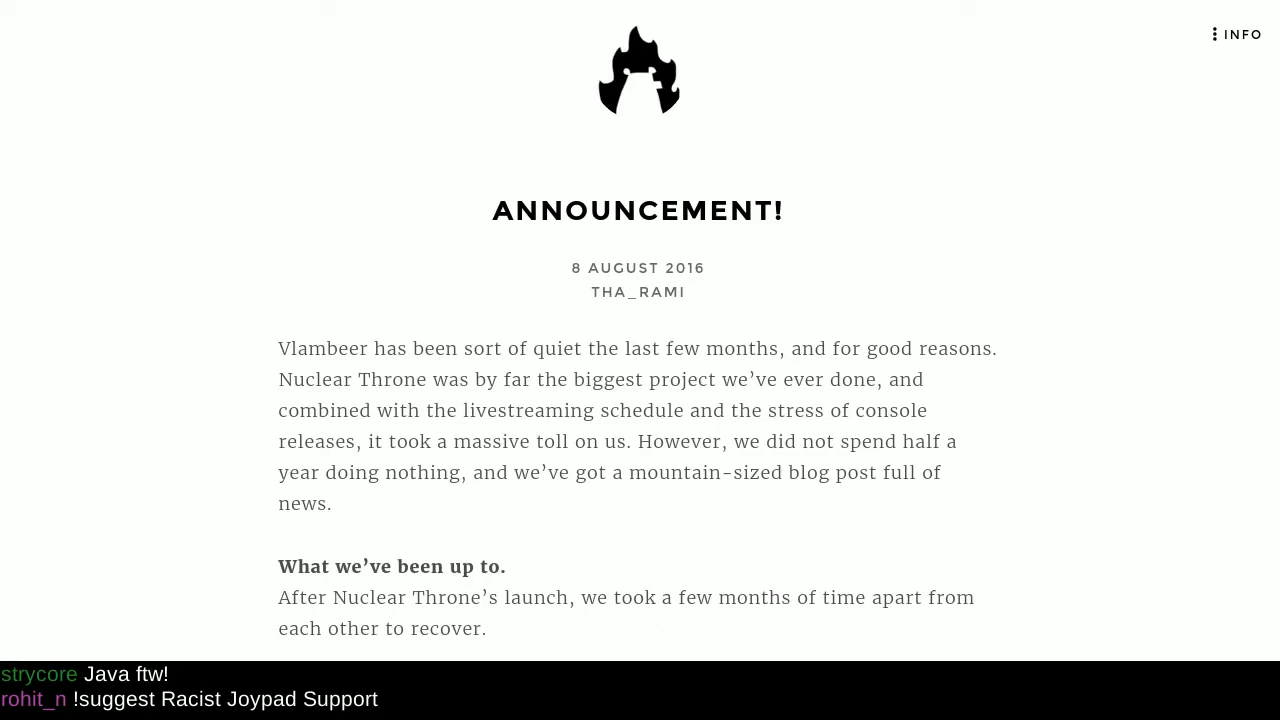 INFO
ANNOUNCEMENT!
8 AUGUST 2016
THA_RAMI
Vlambeer has been sort of quiet the last few months, and for good reasons.
Nuclear Throne was by far the biggest project we’ve ever done, and
combined with the livestreaming schedule and the stress of console
releases, it took a massive toll on us. However, we did not spend half a
year doing nothing, and we’ve got a mountain-sized blog post full of
news.
What we’ve been up to.
After Nuclear Throne’s launch, we took a few months of time apart from
each other to recover.
strycore Java ftw!
rohit_n !suggest Racist Joypad Support